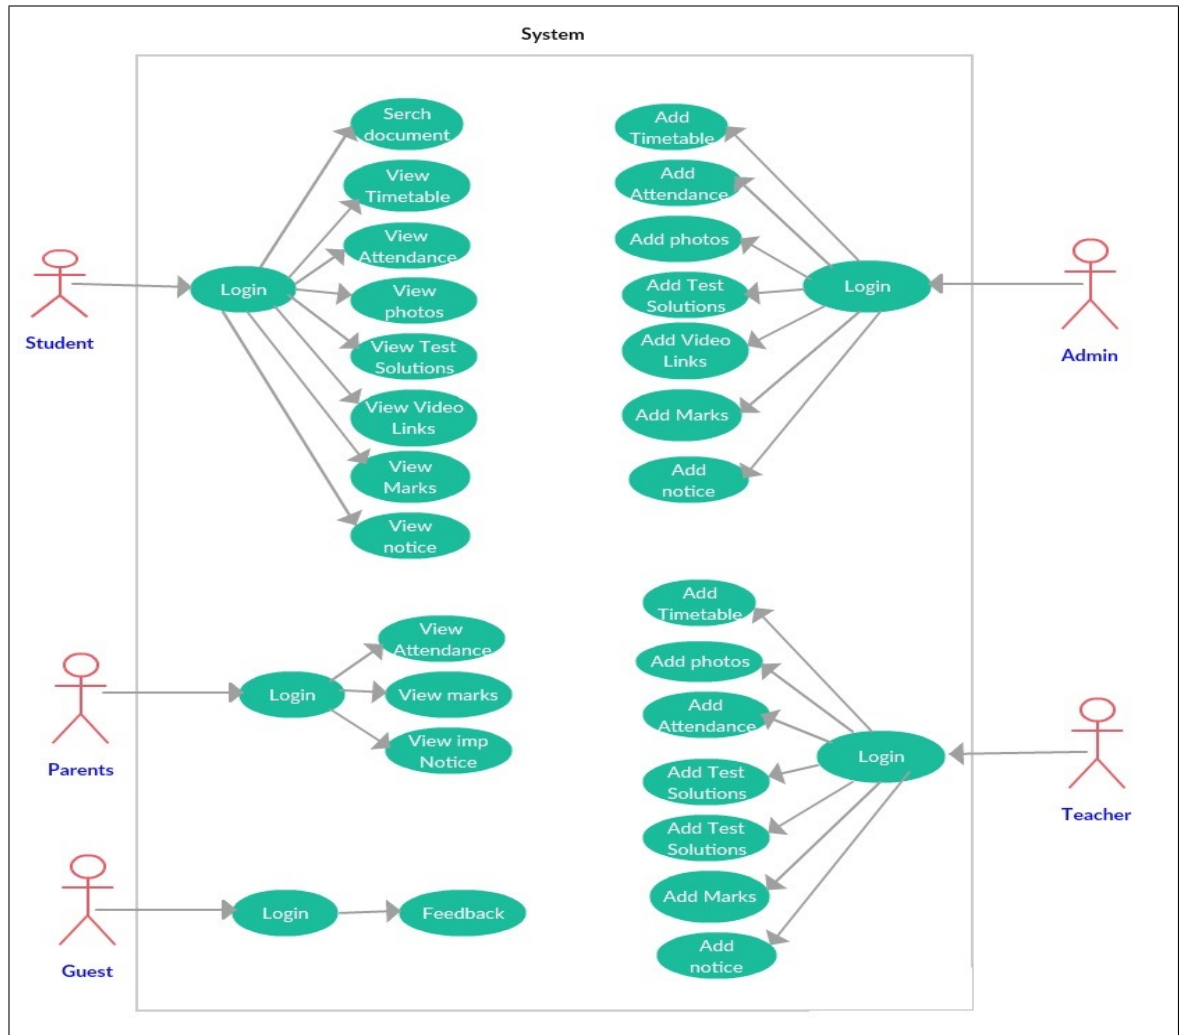 System
Serch
document
View
Timetable
View
Attendance
View
photos
View Test
Solutions
View Video
Links
View
Marks
View
notice
Login
Student
Add
Timetable
Add
Attendance
Add photos
Add Test
Solutions
Add Video
Links
Add Marks
Add
notice
Login
Admin
View
Attendance
View marks
View imp
Notice
Login
Parents
Add
Timetable
Add photos
Add
Attendance
Add Test
Solutions
Add Test
Solutions
Add Marks
Add
notice
Login
Teacher
Login
Feedback
Guest